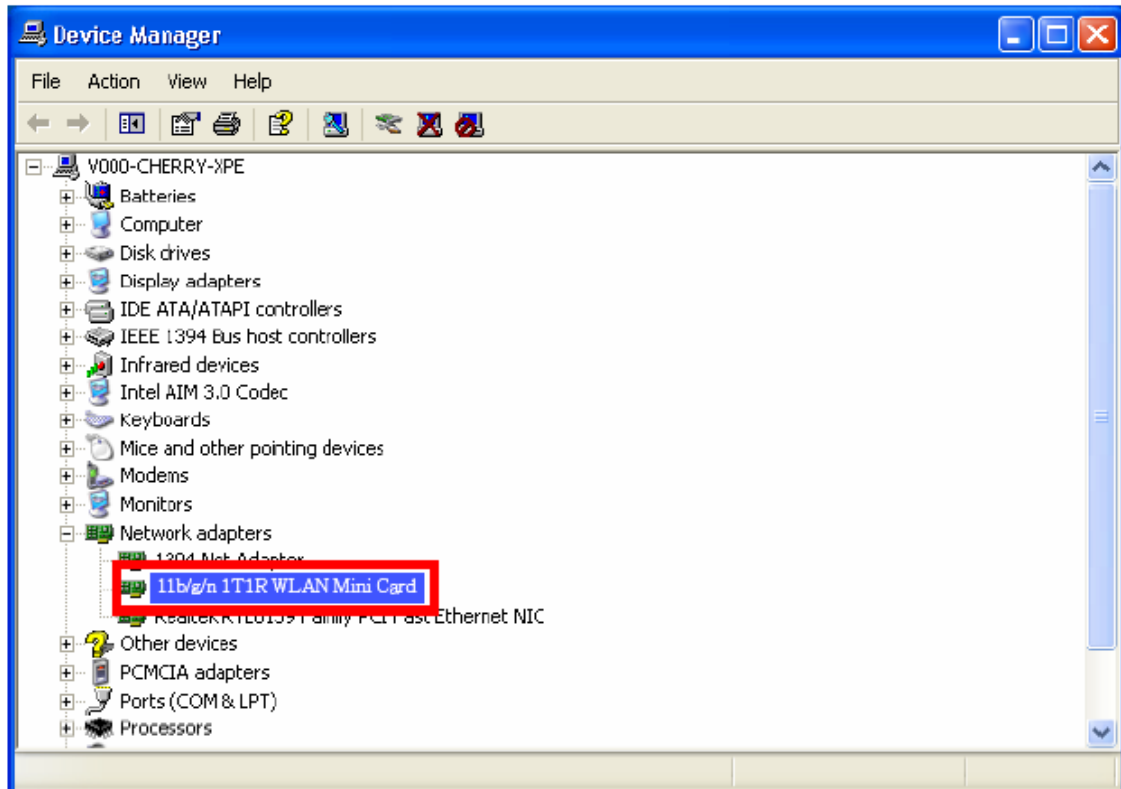 Device Manager
File Action View Help
V000-CHERRY-XPE
Batteries
Computer
Disk drives
Display adapters
IDE ATA/ATAPI controllers
IEEE 1394 Bus host controllers
Infrared devices
Intel AIM 3.0 Codec
Keyboards
Mice and other pointing devices
Modems
Monitors
Network adapters
1394 Net Adapter
11b/g/n 1T1R WLAN Mini Card
Realtek RTL8139 Family PCI Fast Ethernet NIC
Other devices
PCMCIA adapters
Ports (COM & LPT)
Processors